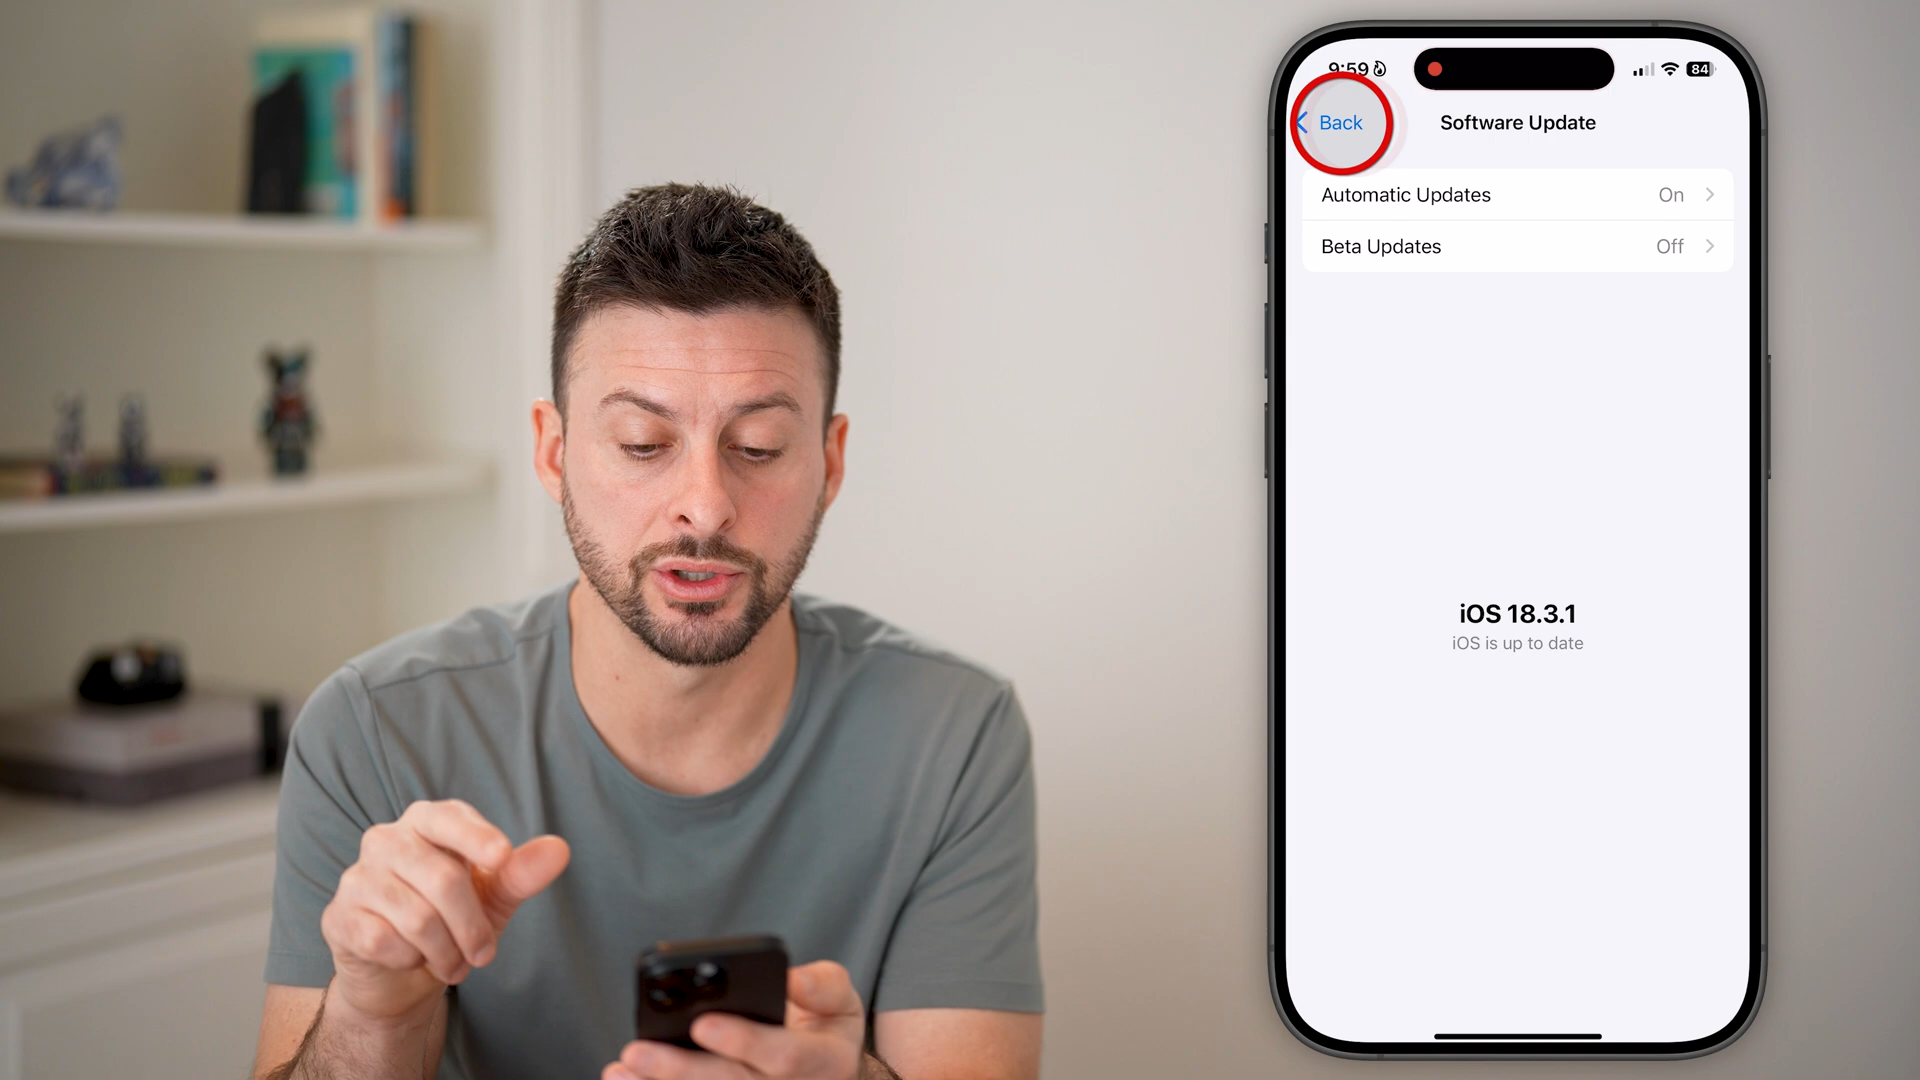 9:59
84
Back
Software Update
Automatic Updates On
Beta Updates Off
iOS 18.3.1
iOS is up to date